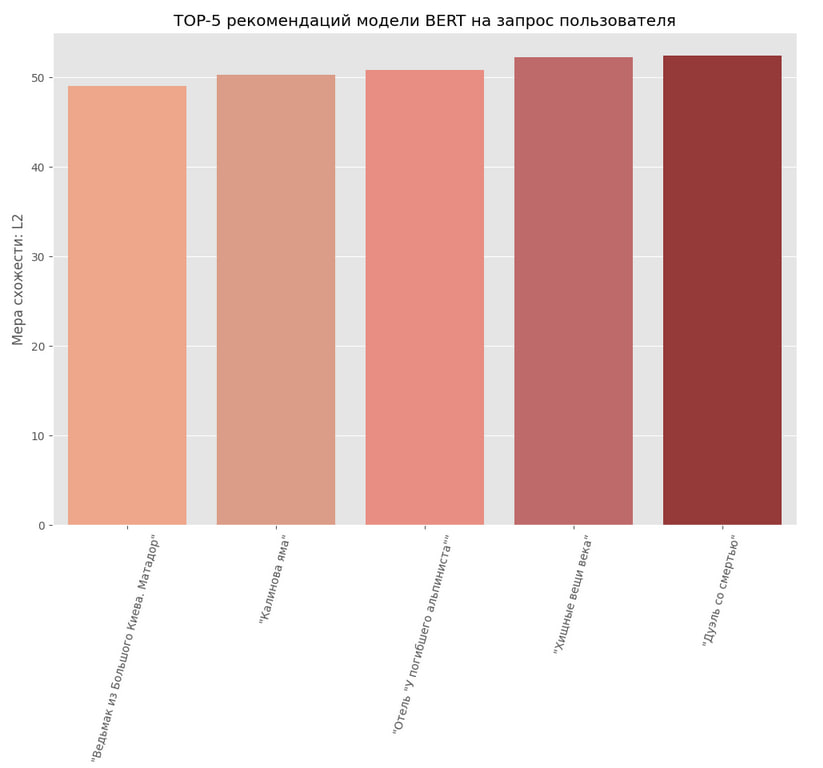 TOP-5 рекомендаций модели BERT на запрос пользователя
Мера схожести: L2
50
40
30
20
10
0
"Ведьмак из Большого Киева. Матадор"
"Калинова яма"
"Отель "У погибшего альпиниста""
"Хищные вещи века"
"Дуэль со смертью"